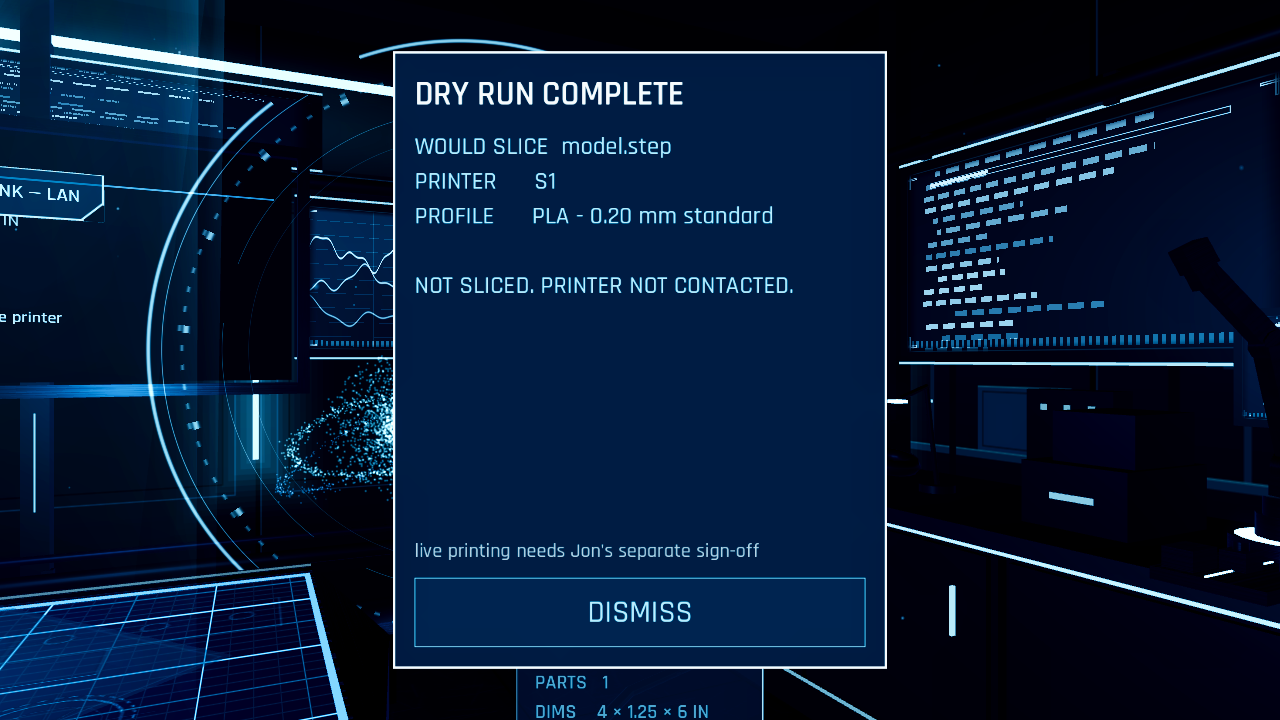 DRY RUN COMPLETE
WOULD SLICE model.step
PRINTER S1
PROFILE PLA - 0.20 mm standard
NOT SLICED. PRINTER NOT CONTACTED.
live printing needs Jon's separate sign-off
DISMISS
NK — LAN
IN
e printer
PARTS 1
DIMS 4 × 1.25 × 6 IN